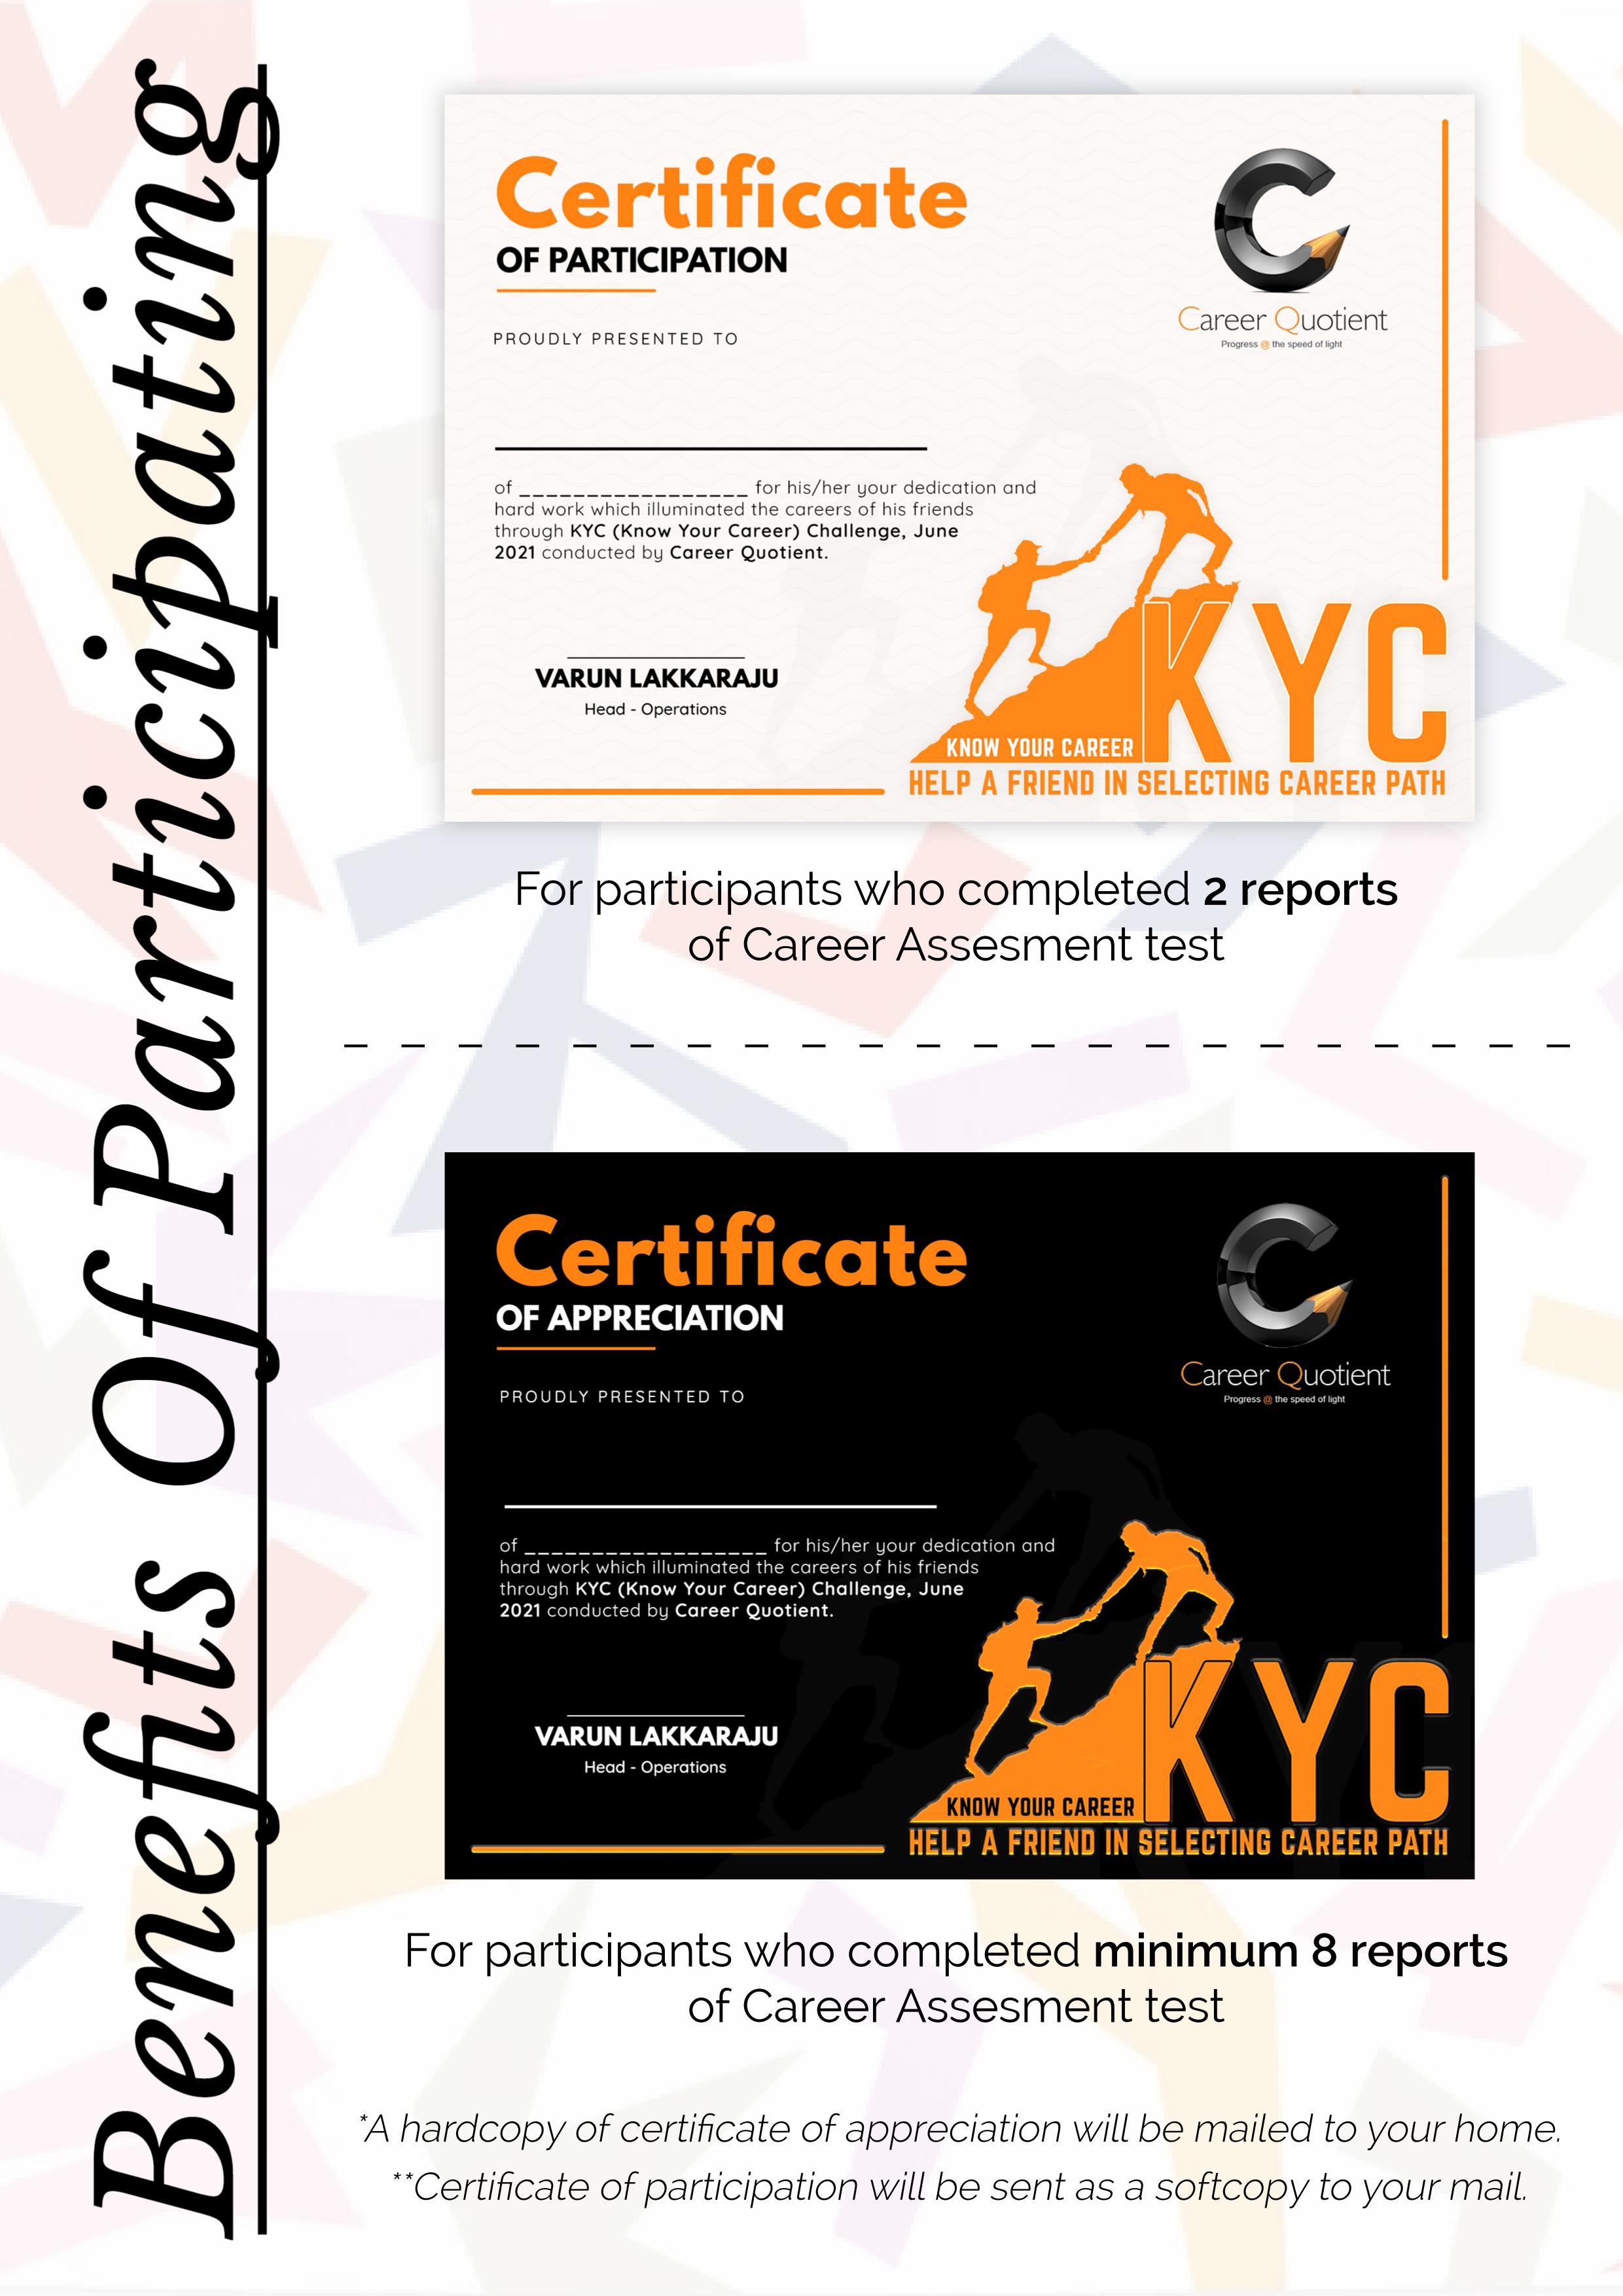 Benefits Of Participating
Certificate
OF PARTICIPATION
Career Quotient
Progress @ the speed of light
PROUDLY PRESENTED TO
of _________________ for his/her your dedication and
hard work which illuminated the careers of his friends
through KYC (Know Your Career) Challenge, June
2021 conducted by Career Quotient.
VARUN LAKKARAJU
Head - Operations
KYC
KNOW YOUR CAREER
HELP A FRIEND IN SELECTING CAREER PATH
For participants who completed 2 reports
of Career Assesment test
Certificate
OF APPRECIATION
Career Quotient
Progress @ the speed of light
PROUDLY PRESENTED TO
of __________________ for his/her your dedication and
hard work which illuminated the careers of his friends
through KYC (Know Your Career) Challenge, June
2021 conducted by Career Quotient.
VARUN LAKKARAJU
Head - Operations
KYC
KNOW YOUR CAREER
HELP A FRIEND IN SELECTING CAREER PATH
For participants who completed minimum 8 reports
of Career Assesment test
*A hardcopy of certificate of appreciation will be mailed to your home.
**Certificate of participation will be sent as a softcopy to your mail.